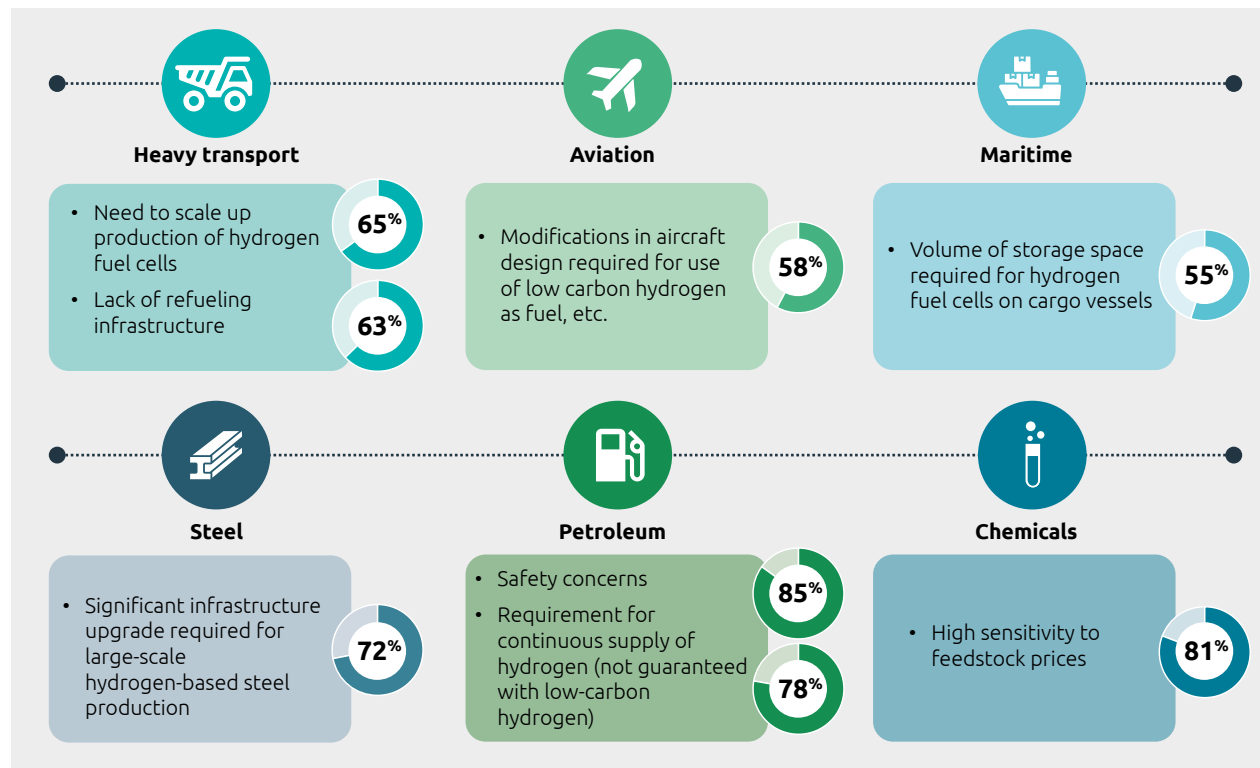 Heavy transport
• Need to scale up
production of hydrogen
fuel cells
65%
• Lack of refueling
infrastructure
63%
Aviation
• Modifications in aircraft
design required for use
of low carbon hydrogen
as fuel, etc.
58%
Maritime
• Volume of storage space
required for hydrogen
fuel cells on cargo vessels
55%
Steel
• Significant infrastructure
upgrade required for
large-scale
hydrogen-based steel
production
72%
Petroleum
• Safety concerns
85%
• Requirement for
continuous supply of
hydrogen (not guaranteed
with low-carbon
hydrogen)
78%
Chemicals
• High sensitivity to
feedstock prices
81%